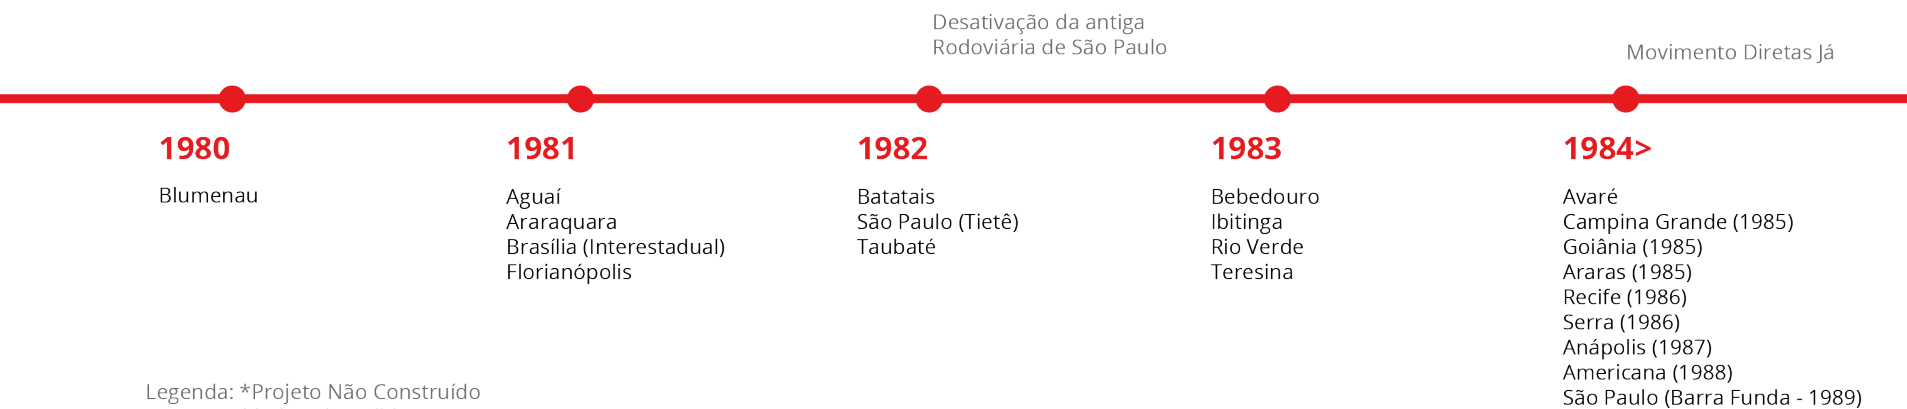 Desativação da antiga
Rodoviária de São Paulo
Movimento Diretas Já
1980
Blumenau
1981
Aguaí
Araraquara
Brasília (Interestadual)
Florianópolis
1982
Batatais
São Paulo (Tietê)
Taubaté
1983
Bebedouro
Ibitinga
Rio Verde
Teresina
1984>
Avaré
Campina Grande (1985)
Goiânia (1985)
Araras (1985)
Recife (1986)
Serra (1986)
Anápolis (1987)
Americana (1988)
São Paulo (Barra Funda - 1989)
Legenda: *Projeto Não Construído